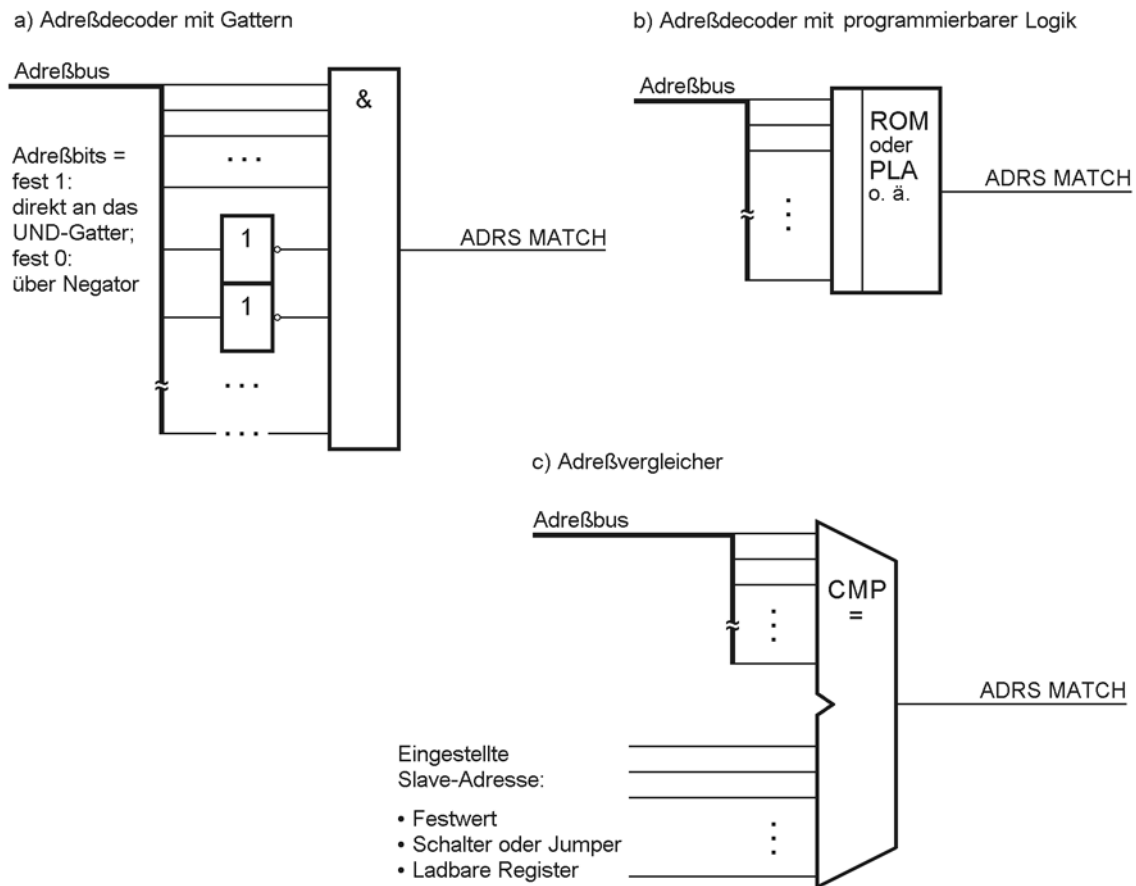 a) Adreßdecoder mit Gattern
Adreßbus
&
Adreßbits =
fest 1:
direkt an das
UND-Gatter;
fest 0:
über Negator
. . .
1
1
. . .
. . .
ADRS MATCH
b) Adreßdecoder mit programmierbarer Logik
Adreßbus
ROM
oder
PLA
o. ä.
ADRS MATCH
c) Adreßvergleicher
Adreßbus
CMP
=
ADRS MATCH
Eingestellte
Slave-Adresse:
• Festwert
• Schalter oder Jumper
• Ladbare Register